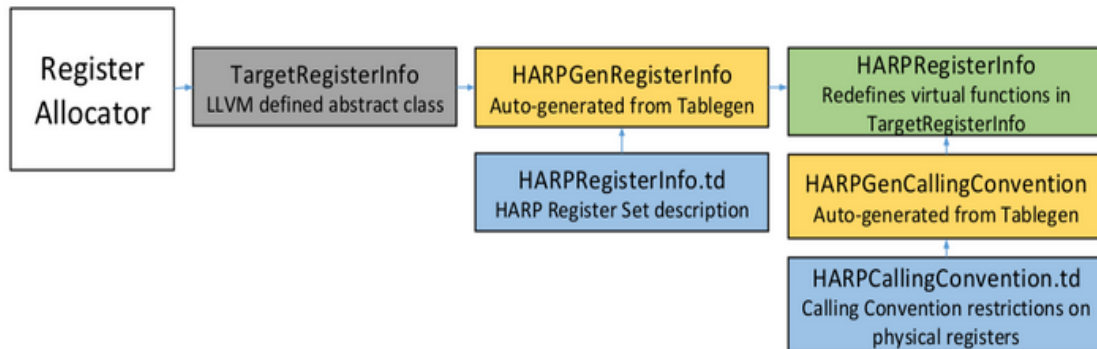 Register
Allocator
TargetRegisterInfo
LLVM defined abstract class
HARPGenRegisterInfo
Auto-generated from Tablegen
HARPRegisterInfo
Redefines virtual functions in
TargetRegisterInfo
HARPRegisterInfo.td
HARP Register Set description
HARPGenCallingConvention
Auto-generated from Tablegen
HARPCallingConvention.td
Calling Convention restrictions on
physical registers